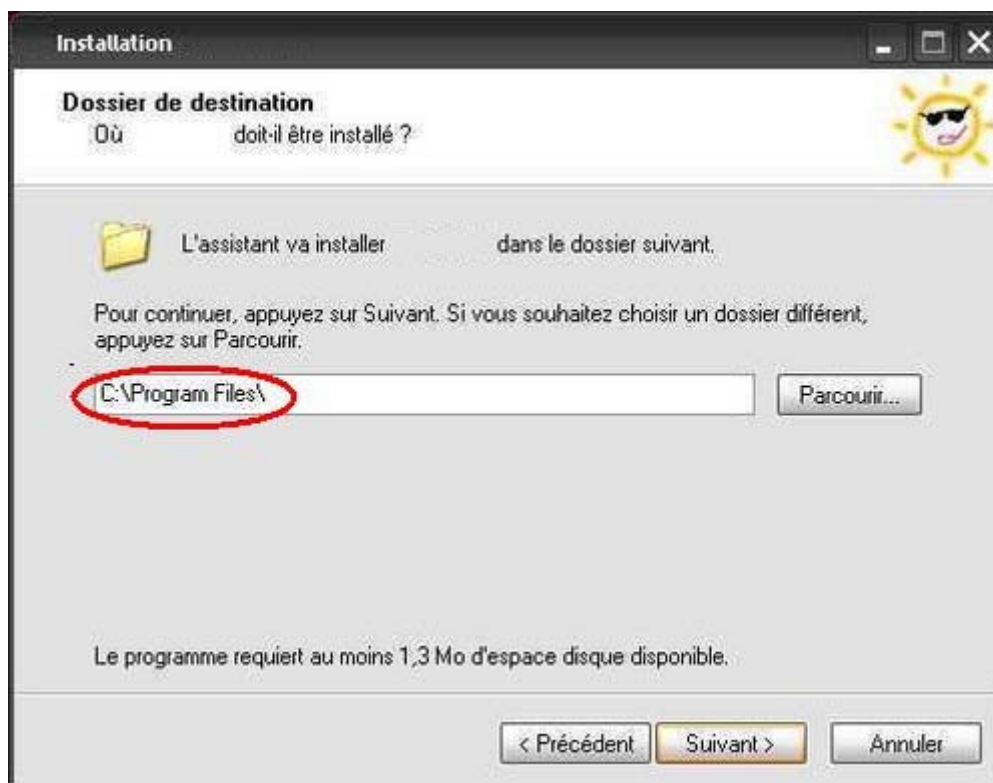 Installation
Dossier de destination
Où doit-il être installé ?
L'assistant va installer dans le dossier suivant.
Pour continuer, appuyez sur Suivant. Si vous souhaitez choisir un dossier différent,
appuyez sur Parcourir.
C:\Program Files\
Parcourir...
Le programme requiert au moins 1,3 Mo d'espace disque disponible.
< Précédent
Suivant >
Annuler